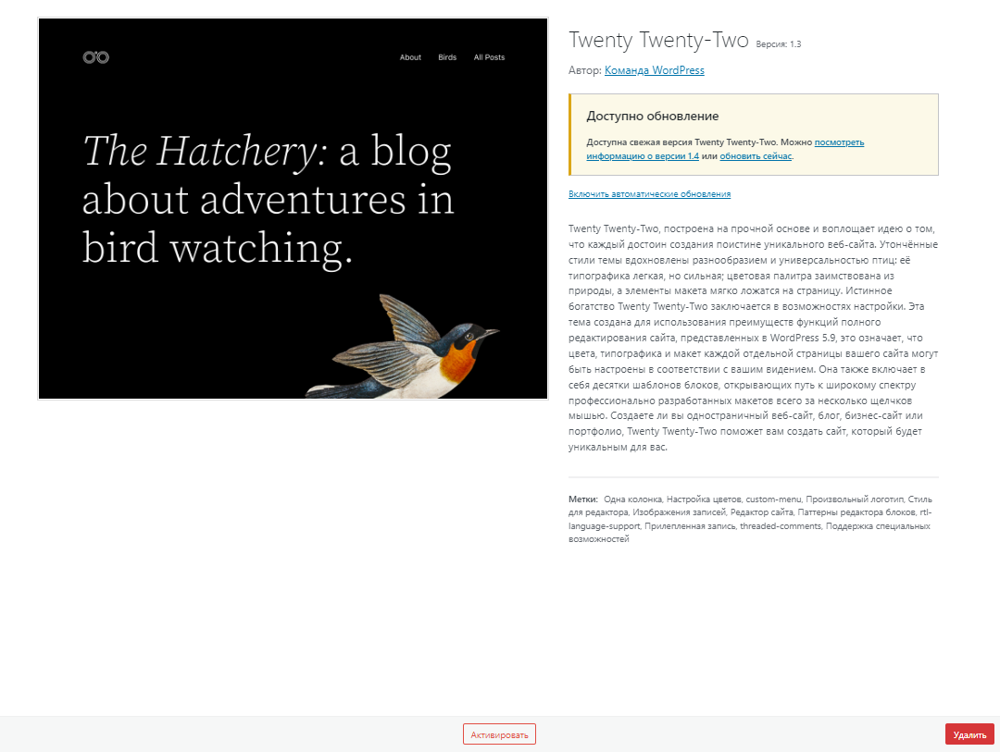 About Birds All Posts
The Hatchery: a blog
about adventures in
bird watching.
Twenty Twenty-Two Версия: 1.3
Автор: Команда WordPress
Доступно обновление
Доступна свежая версия Twenty Twenty-Two. Можно посмотреть
информацию о версии 1.4 или обновить сейчас.
Включить автоматические обновления
Twenty Twenty-Two, построена на прочной основе и воплощает идею о том,
что каждый достоин создания поистине уникального веб-сайта. Утончённые
стили темы вдохновлены разнообразием и универсальностью птиц: её
типографика легкая, но сильная; цветовая палитра заимствована из
природы, а элементы макета мягко ложатся на страницу. Истинное
богатство Twenty Twenty-Two заключается в возможностях настройки. Эта
тема создана для использования преимуществ функций полного
редактирования сайта, представленных в WordPress 5.9, это означает, что
цвета, типографика и макет каждой отдельной страницы вашего сайта могут
быть настроены в соответствии с вашим видением. Она также включает в
себя десятки шаблонов блоков, открывающих путь к широкому спектру
профессионально разработанных макетов всего за несколько щелчков
мышью. Создаете ли вы одностраничный веб-сайт, блог, бизнес-сайт или
портфолио, Twenty Twenty-Two поможет вам создать сайт, который будет
уникальным для вас.
Метки: Одна колонка, Настройка цветов, custom-menu, Произвольный логотип, Стиль
для редактора, Изображения записей, Редактор сайта, Паттерны редактора блоков, rtl-
language-support, Прилепленная запись, threaded-comments, Поддержка специальных
возможностей
Активировать
Удалить